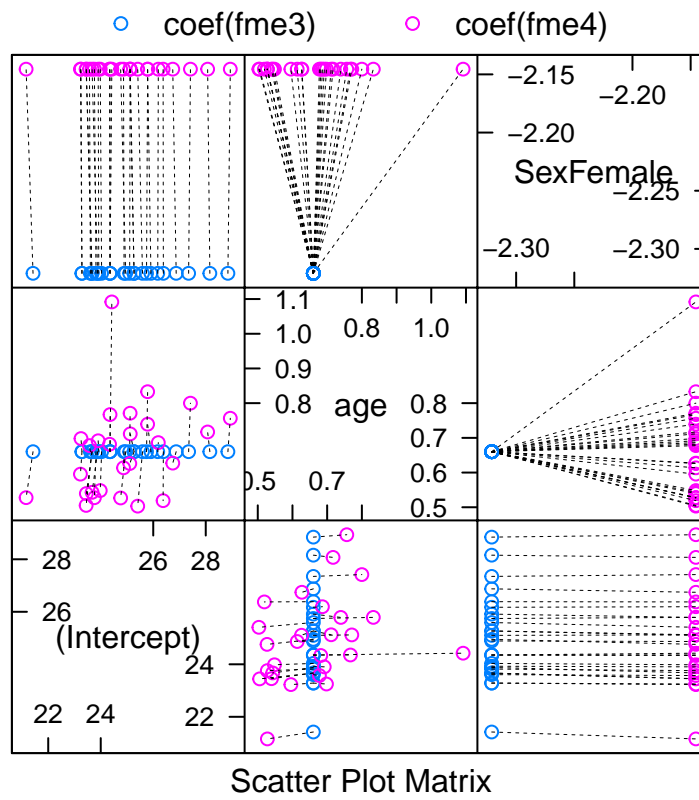 coef(fme3) coef(fme4)
−2.15
−2.20
−2.20
SexFemale
−2.25
−2.30 −2.30
1.1
1.0
0.8 1.0
0.9
0.8 0.8
age
0.7
0.6
0.5 0.7 0.5
28 26 28
26
(Intercept)
24
22 24 22
Scatter Plot Matrix